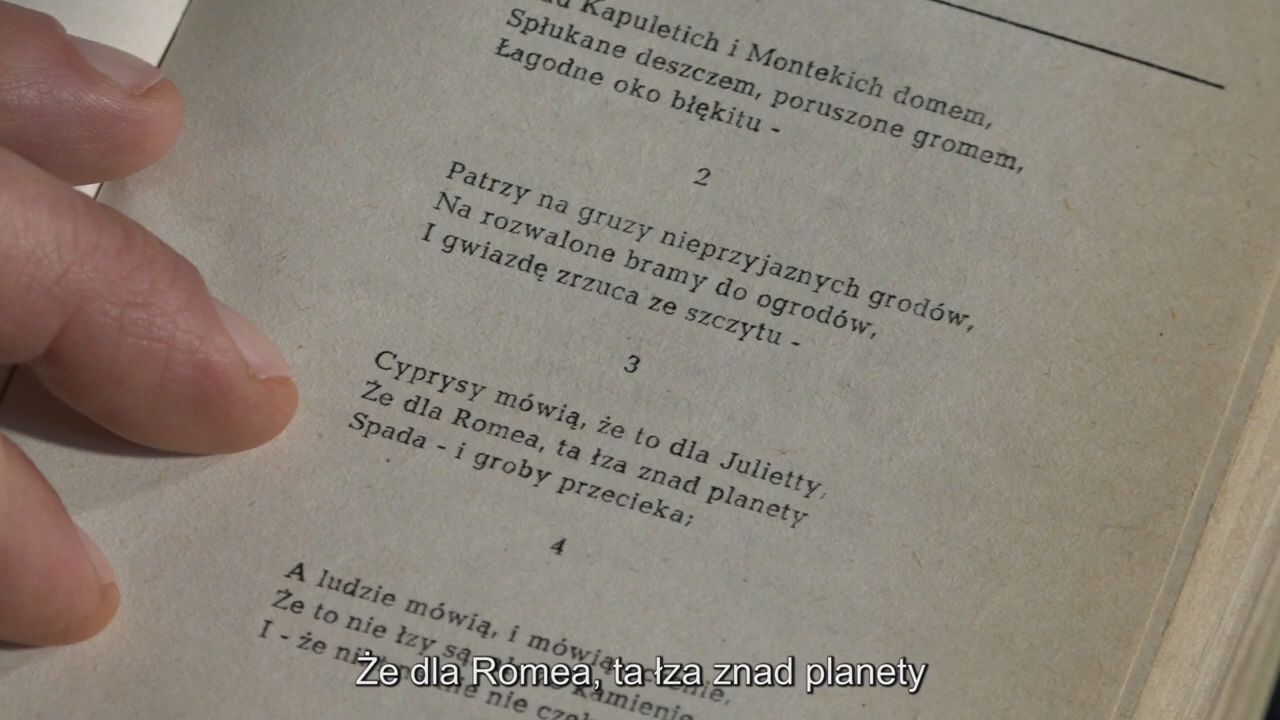 Kapuletich i Montekich domem,
Spłukane deszczem, poruszone gromem,
Łagodne oko błękitu -
2
Patrzy na gruzy nieprzyjaznych grodów,
Na rozwalone bramy do ogrodów,
I gwiazdę zrzuca ze szczytu -
3
Cyprysy mówią, że to dla Julietty,
Że dla Romea, ta łza znad planety
Spada - i groby przecieka;
4
A ludzie mówią, i mówią
Że to nie łzy są, kamienie,
I - że nie
Że dla Romea, ta łza znad planety